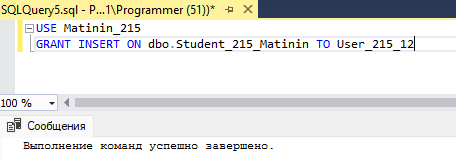 SQLQuery5.sql - P...1\Programmer (51))*
USE Matinin_215
GRANT INSERT ON dbo.Student_215_Matinin TO User_215_12
100 %
Сообщения
Выполнение команд успешно завершено.